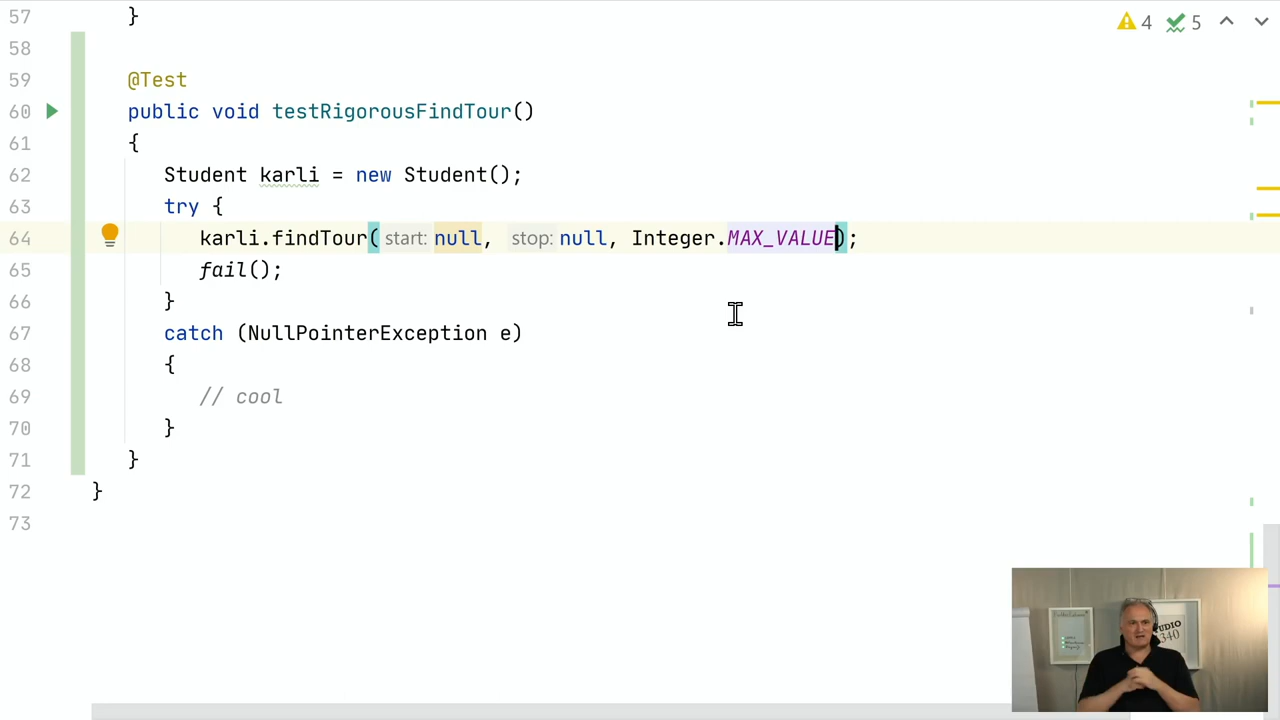 57 }
4 5
58
59 @Test
60 public void testRigorousFindTour()
61 {
62 Student karli = new Student();
63 try {
64 karli.findTour( start: null, stop: null, Integer.MAX_VALUE);
65 fail();
66 }
67 catch (NullPointerException e)
68 {
69 // cool
70 }
71 }
72 }
73
340